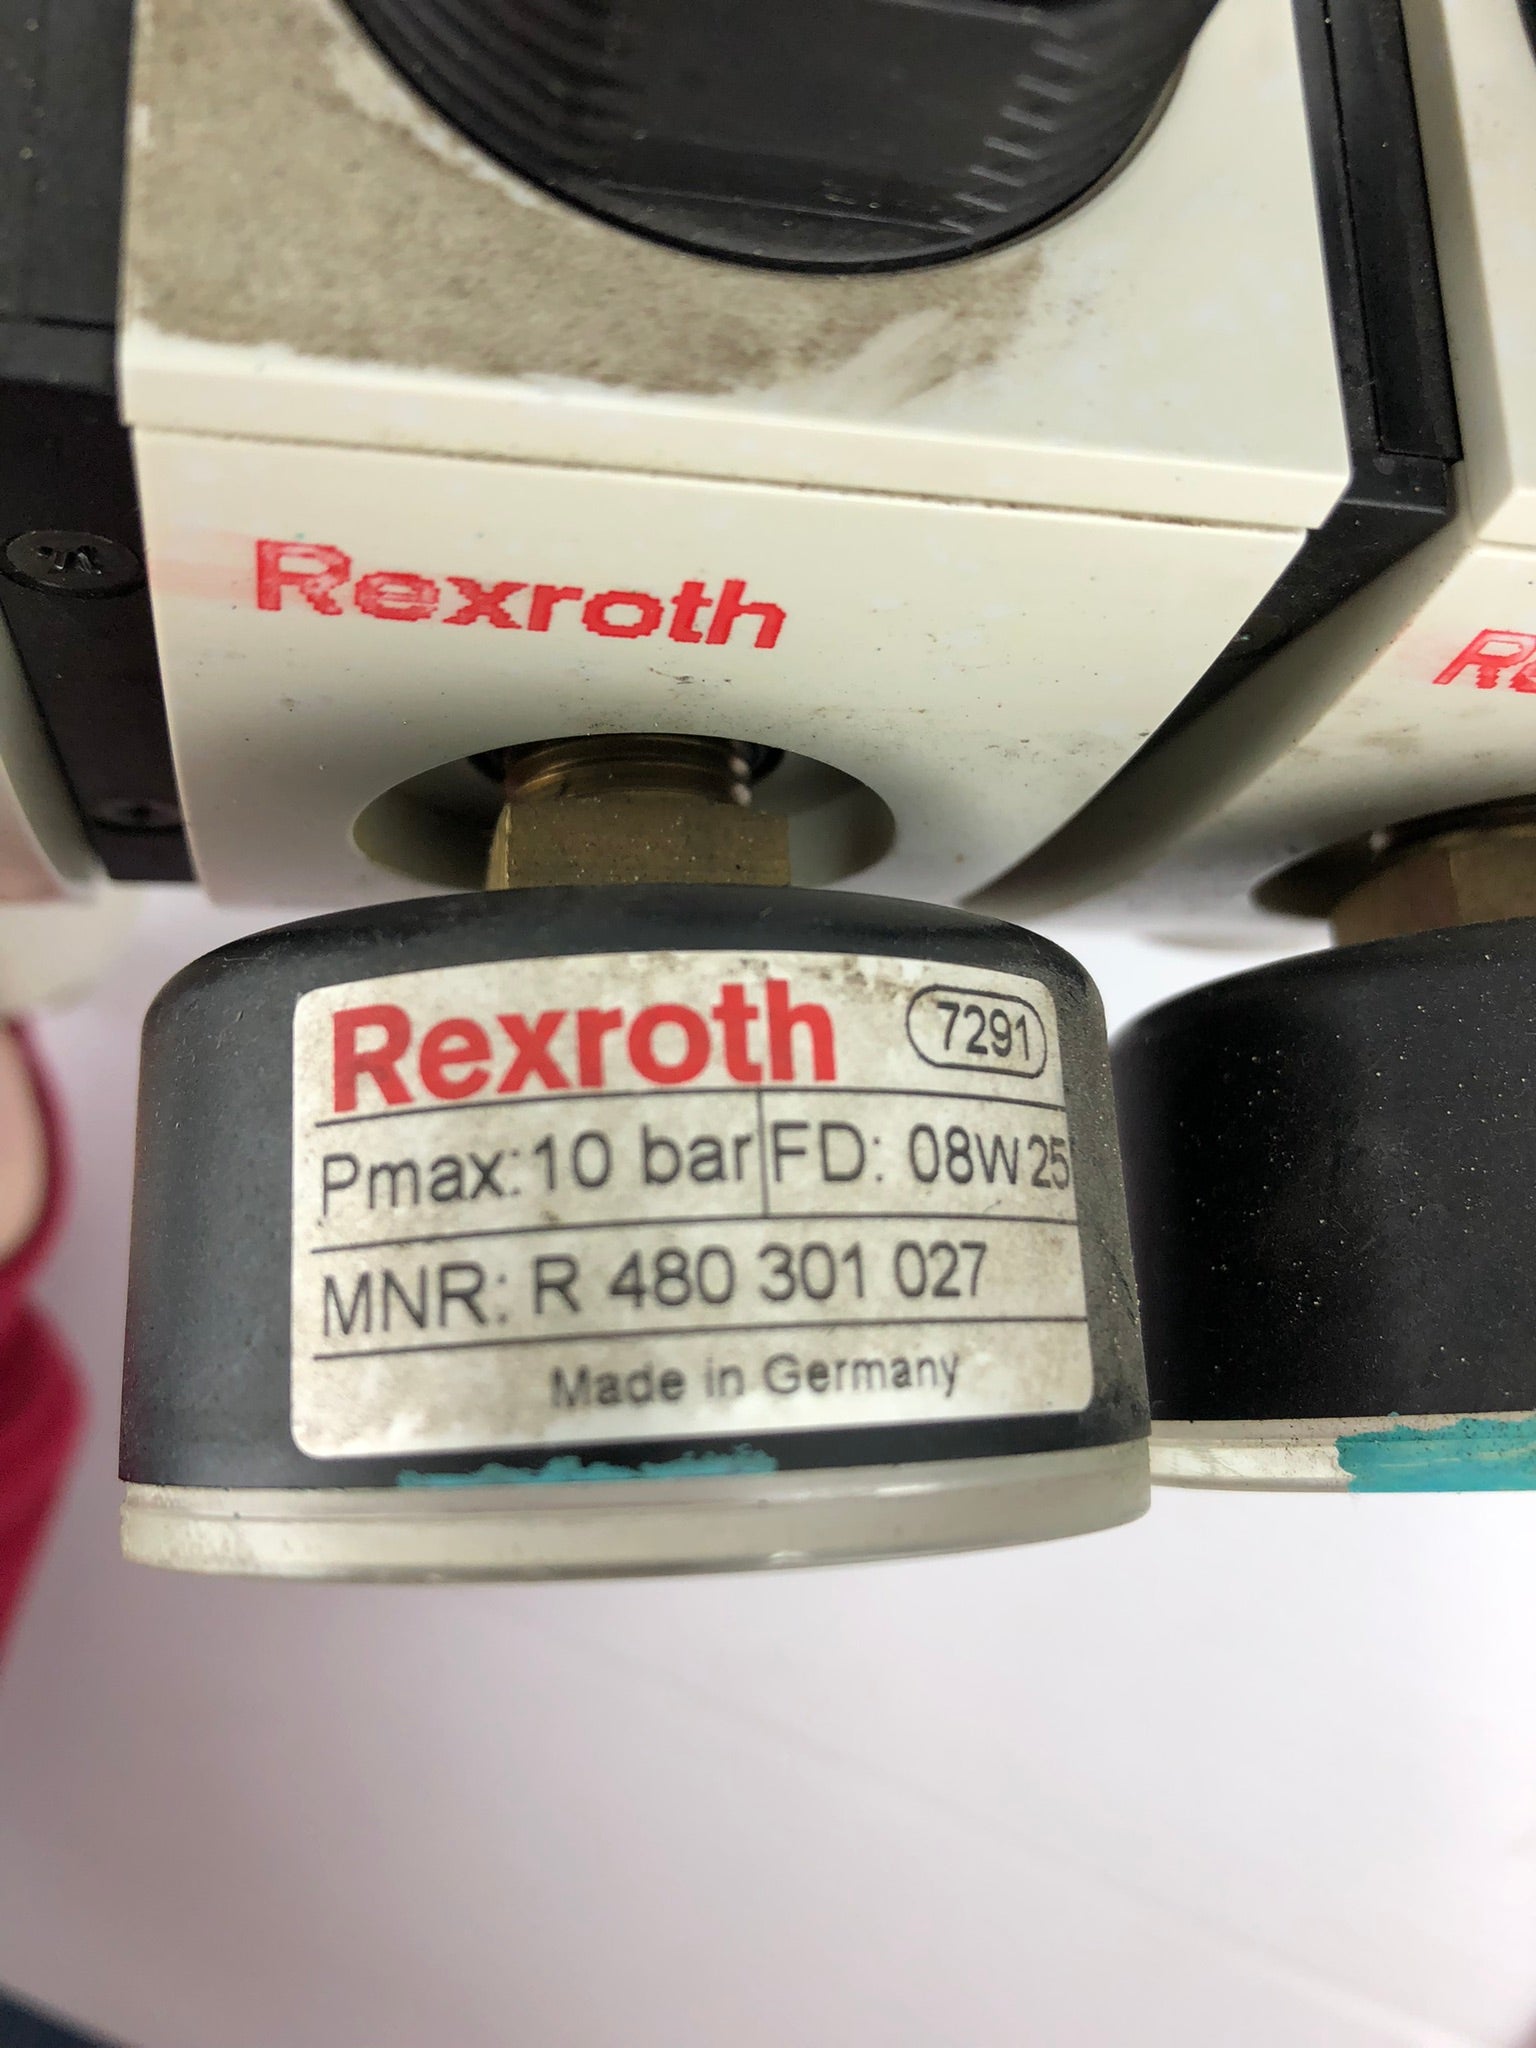 Rexroth
Rexroth 7291
Pmax: 10 bar FD: 08W25
MNR: R 480 301 027
Made in Germany